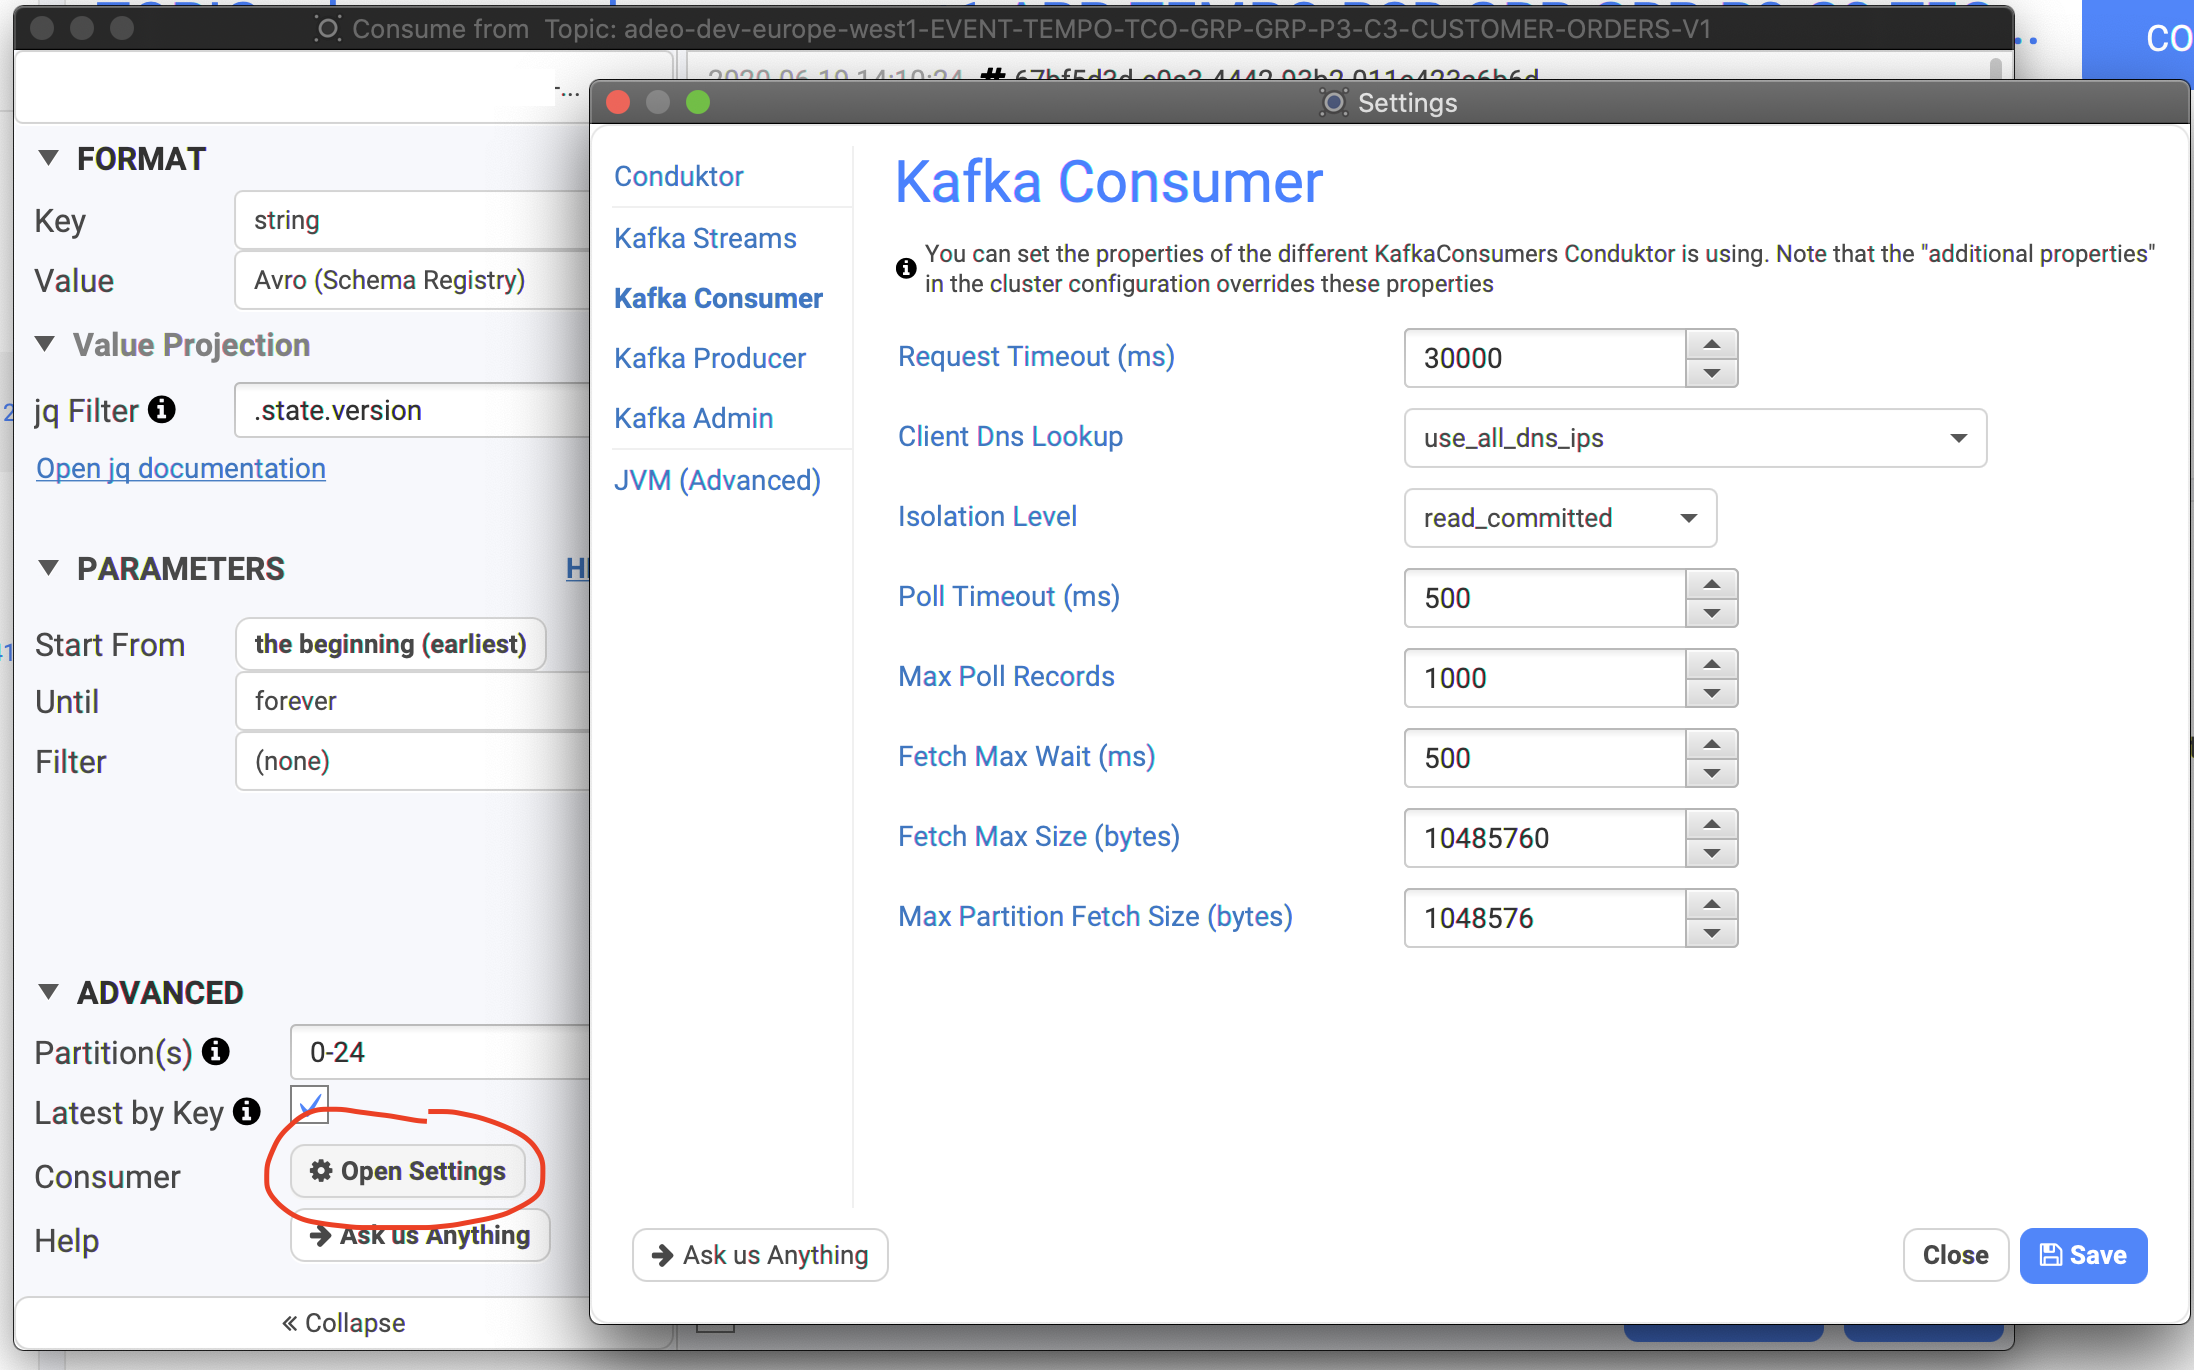 Consume from Topic: adeo-dev-europe-west1-EVENT-TEMPO-TCO-GRP-GRP-P3-C3-CUSTOMER-ORDERS-V1
CO
-...
FORMAT
Key
string
Value
Avro (Schema Registry)
Value Projection
jq Filter
.state.version
Open jq documentation
PARAMETERS
Start From
the beginning (earliest)
Until
forever
Filter
(none)
ADVANCED
Partition(s)
0-24
Latest by Key
Consumer
Open Settings
Help
Ask us Anything
« Collapse
Settings
Conduktor
Kafka Streams
Kafka Consumer
Kafka Producer
Kafka Admin
JVM (Advanced)
Kafka Consumer
You can set the properties of the different KafkaConsumers Conduktor is using. Note that the "additional properties"
in the cluster configuration overrides these properties
Request Timeout (ms)
30000
Client Dns Lookup
use_all_dns_ips
Isolation Level
read_committed
Poll Timeout (ms)
500
Max Poll Records
1000
Fetch Max Wait (ms)
500
Fetch Max Size (bytes)
10485760
Max Partition Fetch Size (bytes)
1048576
Ask us Anything
Close
Save